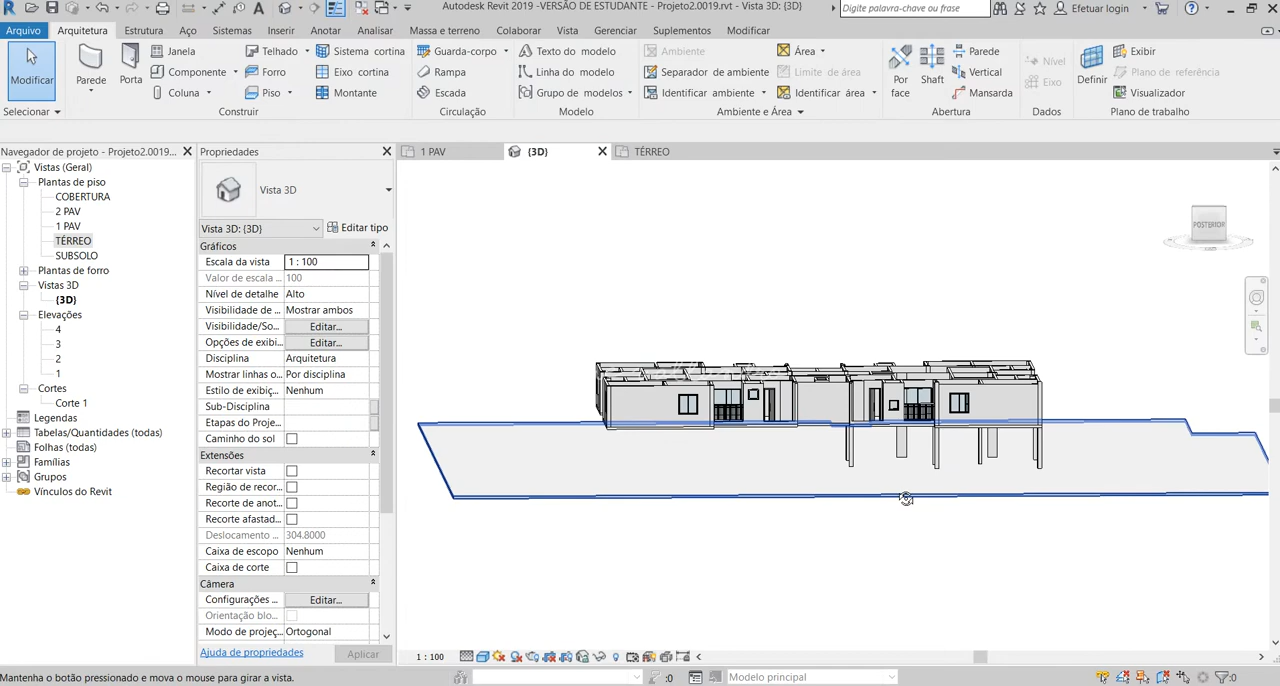 Autodesk Revit 2019 -VERSÃO DE ESTUDANTE - Projeto2.0019.rvt - Vista 3D: {3D}
Digite palavra-chave ou frase
Efetuar login
Arquivo
Arquitetura
Estrutura
Aço
Sistemas
Inserir
Anotar
Analisar
Massa e terreno
Colaborar
Vista
Gerenciar
Suplementos
Modificar
Modificar
Selecionar
Parede
Porta
Janela
Componente
Coluna
Telhado
Forro
Piso
Sistema cortina
Eixo cortina
Montante
Construir
Guarda-corpo
Rampa
Escada
Circulação
Texto do modelo
Linha do modelo
Grupo de modelos
Modelo
Ambiente
Separador de ambiente
Identificar ambiente
Área
Limite de área
Identificar área
Ambiente e Área
Por
face
Shaft
Parede
Vertical
Mansarda
Abertura
Nível
Eixo
Dados
Definir
Exibir
Plano de referência
Visualizador
Plano de trabalho
Navegador de projeto - Projeto2.0019...
Vistas (Geral)
Plantas de piso
COBERTURA
2 PAV
1 PAV
TÉRREO
SUBSOLO
Plantas de forro
Vistas 3D
{3D}
Elevações
4
3
2
1
Cortes
Corte 1
Legendas
Tabelas/Quantidades (todas)
Folhas (todas)
Famílias
Grupos
Vínculos do Revit
Propriedades
Vista 3D
Vista 3D: {3D}
Editar tipo
Gráficos
Escala da vista
1 : 100
Valor de escala ...
100
Nível de detalhe
Alto
Visibilidade de ...
Mostrar ambos
Visibilidade/So...
Editar...
Opções de exibi...
Editar...
Disciplina
Arquitetura
Mostrar linhas o...
Por disciplina
Estilo de exibiç...
Nenhum
Sub-Disciplina
Etapas do Proje...
Caminho do sol
Extensões
Recortar vista
Região de recor...
Recorte de anot...
Recorte afastad...
Deslocamento ...
304.8000
Caixa de escopo
Nenhum
Caixa de corte
Câmera
Configurações ...
Editar...
Orientação blo...
Modo de projeç...
Ortogonal
Ajuda de propriedades
Aplicar
1 PAV
{3D}
TÉRREO
POSTERIOR
1 : 100
Mantenha o botão pressionado e mova o mouse para girar a vista.
:0
Modelo principal
:0